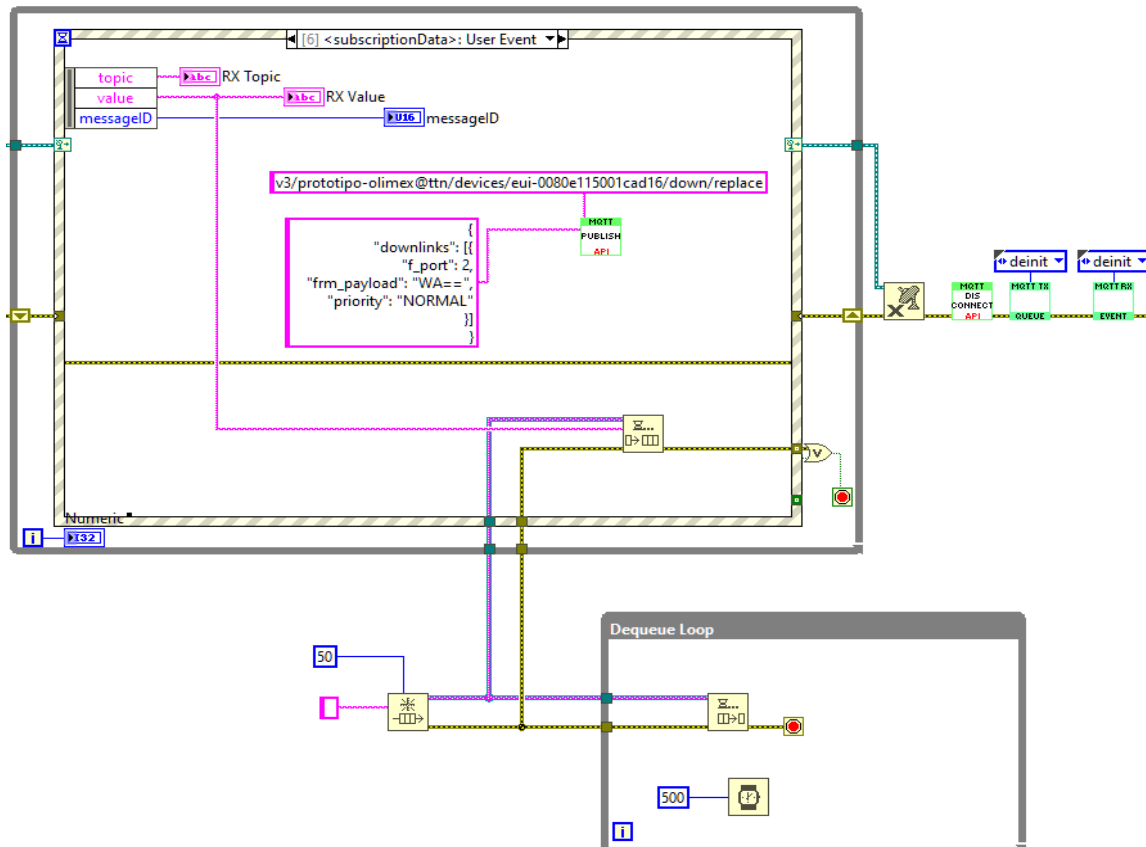 [6] <subscriptionData>: User Event
topic
abc
RX Topic
value
abc
RX Value
messageID
U16
messageID
v3/prototipo-olimex@ttn/devices/eui-0080e115001cad16/down/replace
MQTT
PUBLISH
API
{
"downlinks": [{
"f_port": 2,
"frm_payload": "WA==",
"priority": "NORMAL"
}]
}
deinit
deinit
MQTT
DIS
CONNECT
API
MQTT TX
QUEUE
MQTT RX
EVENT
V
Numeric
i
I32
Dequeue Loop
50
500
i